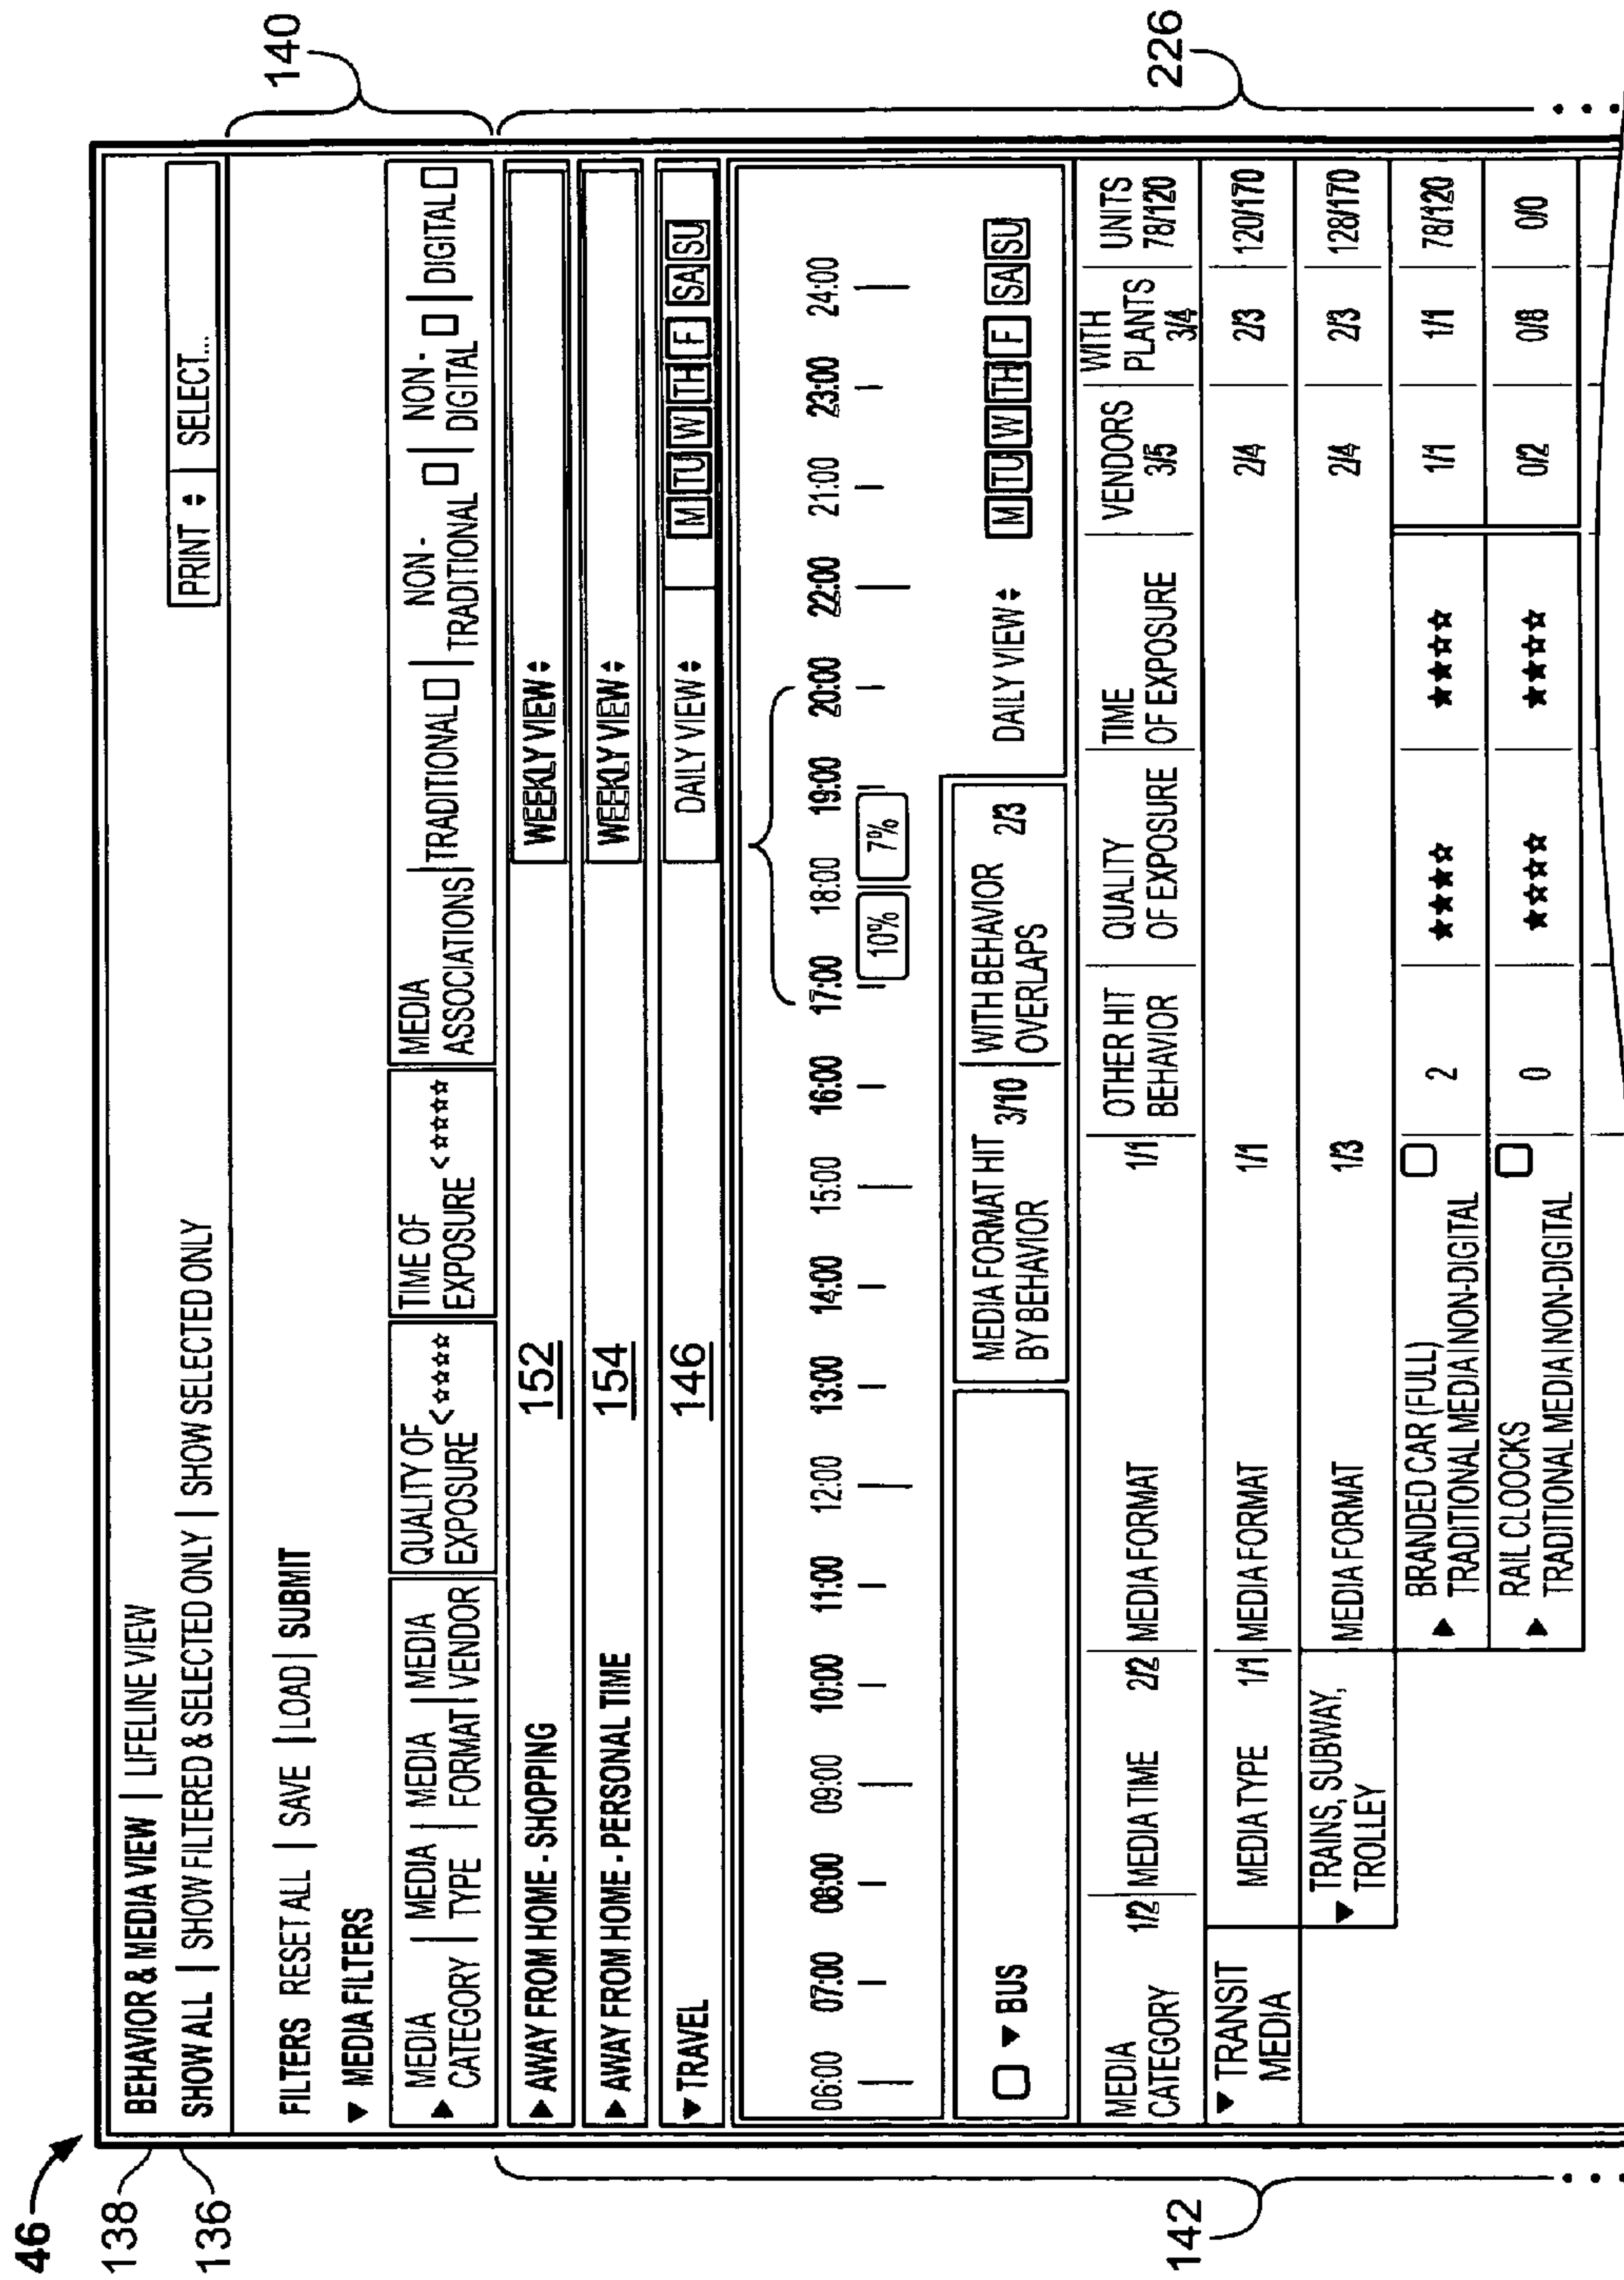 46
138
136
140
BEHAVIOR & MEDIA VIEW | LIFELINE VIEW
SHOW ALL | SHOW FILTERED & SELECTED ONLY | SHOW SELECTED ONLY
PRINT | SELECT...
FILTERS RESET ALL | SAVE | LOAD | SUBMIT
▼ MEDIA FILTERS
▶ MEDIA CATEGORY | MEDIA TYPE | MEDIA FORMAT | MEDIA VENDOR
QUALITY OF EXPOSURE <☆☆☆☆
TIME OF EXPOSURE <☆☆☆☆
MEDIA ASSOCIATIONS | TRADITIONAL □ | NON-TRADITIONAL □ | NON-DIGITAL □ | DIGITAL □
▶ AWAY FROM HOME - SHOPPING 152 WEEKLY VIEW
▶ AWAY FROM HOME - PERSONAL TIME 154 WEEKLY VIEW
▼ TRAVEL 146 DAILY VIEW M TU W TH F SA SU
142
226
06:00 07:00 08:00 09:00 10:00 11:00 12:00 13:00 14:00 15:00 16:00 17:00 18:00 19:00 20:00 22:00 21:00 23:00 24:00
10% 7%
□ ▼ BUS
MEDIA FORMAT HIT BY BEHAVIOR 3/10 | WITH BEHAVIOR OVERLAPS 2/3
DAILY VIEW M TU W TH F SA SU
MEDIA CATEGORY 1/2 | MEDIA TIME 2/2 | MEDIA FORMAT 1/1 | OTHER HIT BEHAVIOR | QUALITY OF EXPOSURE | TIME OF EXPOSURE | VENDORS 3/5 | WITH PLANTS 3/4 | UNITS 78/120
▼ TRANSIT MEDIA | MEDIA TYPE 1/1 | MEDIA FORMAT 1/1 | 2/4 | 2/3 | 120/170
▼ TRAINS, SUBWAY, TROLLEY | MEDIA FORMAT 1/3 | 2/4 | 2/3 | 128/170
▶ BRANDED CAR (FULL) □ 2 ★★★☆ ★★☆☆ 1/1 1/1 78/120
TRADITIONAL MEDIA|NON-DIGITAL
▶ RAIL CLOOCKS □ 0 ★☆☆☆ ★★☆☆ 0/2 0/8 0/0
TRADITIONAL MEDIA|NON-DIGITAL